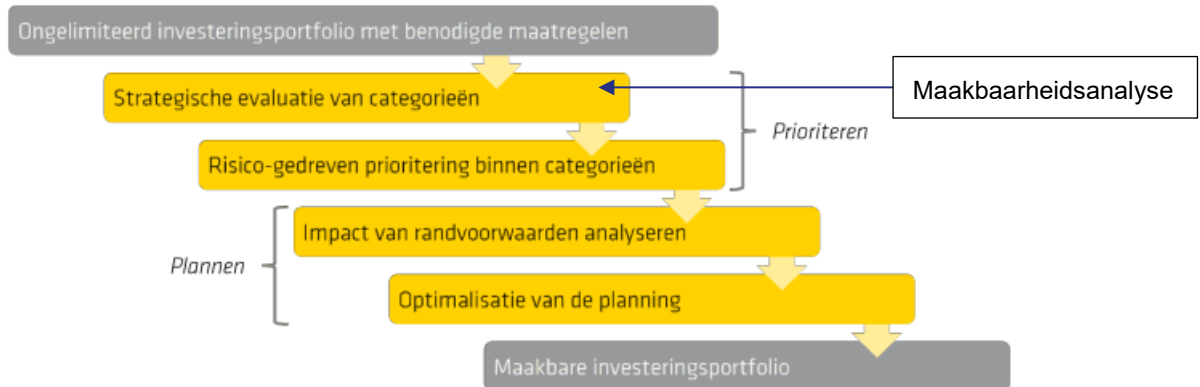 Ongelimiteerd investeringsportfolio met benodigde maatregelen
Strategische evaluatie van categorieën
Maakbaarheidsanalyse
Prioriteren
Risico-gedreven prioritering binnen categorieën
Impact van randvoorwaarden analyseren
Plannen
Optimalisatie van de planning
Maakbare investeringsportfolio